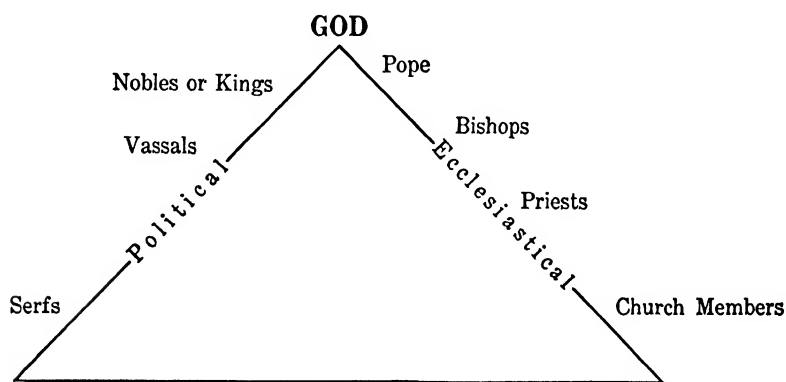 GOD
Pope
Nobles or Kings
Bishops
Vassals
Political
Ecclesiastical
Priests
Serfs
Church Members